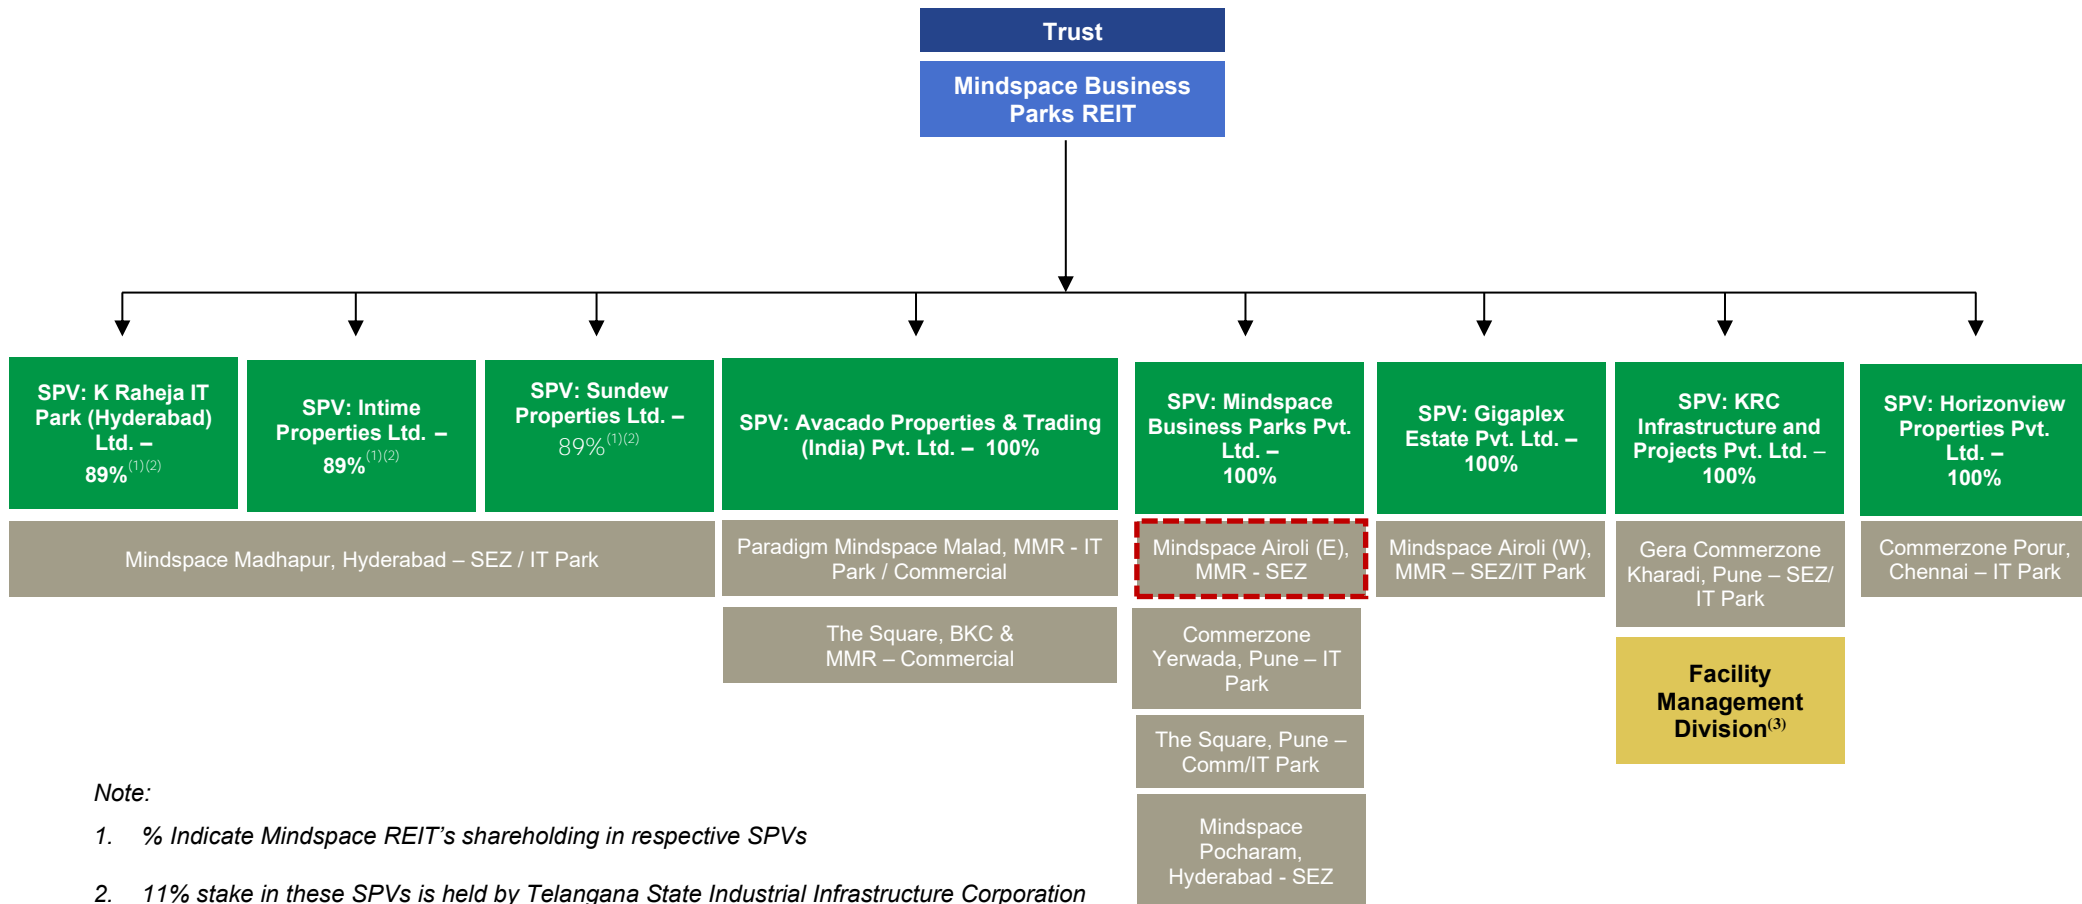 Trust
Mindspace Business
Parks REIT
SPV: K Raheja IT
Park (Hyderabad)
Ltd. –
89%(1)(2)
SPV: Intime
Properties Ltd. –
89%(1)(2)
SPV: Sundew
Properties Ltd. –
89%(1)(2)
SPV: Avacado Properties & Trading
(India) Pvt. Ltd. – 100%
SPV: Mindspace
Business Parks Pvt.
Ltd. –
100%
SPV: Gigaplex
Estate Pvt. Ltd. –
100%
SPV: KRC
Infrastructure and
Projects Pvt. Ltd. –
100%
SPV: Horizonview
Properties Pvt.
Ltd. –
100%
Mindspace Madhapur, Hyderabad – SEZ / IT Park
Paradigm Mindspace Malad, MMR - IT
Park / Commercial
Mindspace Airoli (E),
MMR - SEZ
Mindspace Airoli (W),
MMR – SEZ/IT Park
Gera Commerzone
Kharadi, Pune – SEZ/
IT Park
Commerzone Porur,
Chennai – IT Park
The Square, BKC &
MMR – Commercial
Commerzone
Yerwada, Pune – IT
Park
Facility
Management
Division(3)
The Square, Pune –
Comm/IT Park
Mindspace
Pocharam,
Hyderabad - SEZ
Note:
1. % Indicate Mindspace REIT’s shareholding in respective SPVs
2. 11% stake in these SPVs is held by Telangana State Industrial Infrastructure Corporation